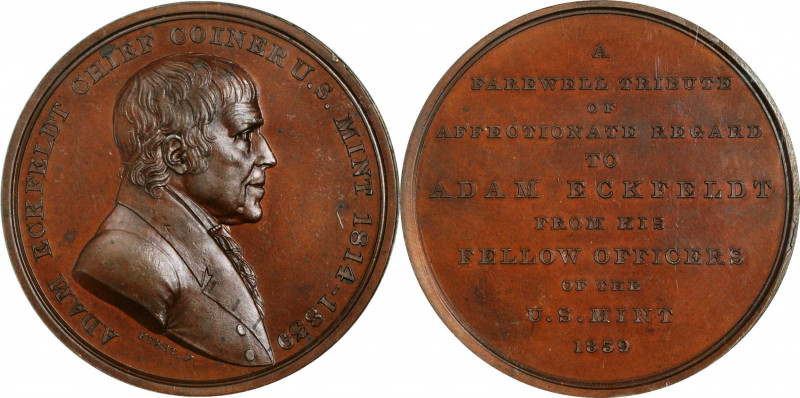 ADAM ECKFELDT CHIEF COINER U.S. MINT 1814-1839
A
FAREWELL TRIBUTE
OF
AFFECTIONATE REGARD
TO
ADAM ECKFELDT
FROM HIS
FELLOW OFFICERS
OF THE
U.S. MINT
1839